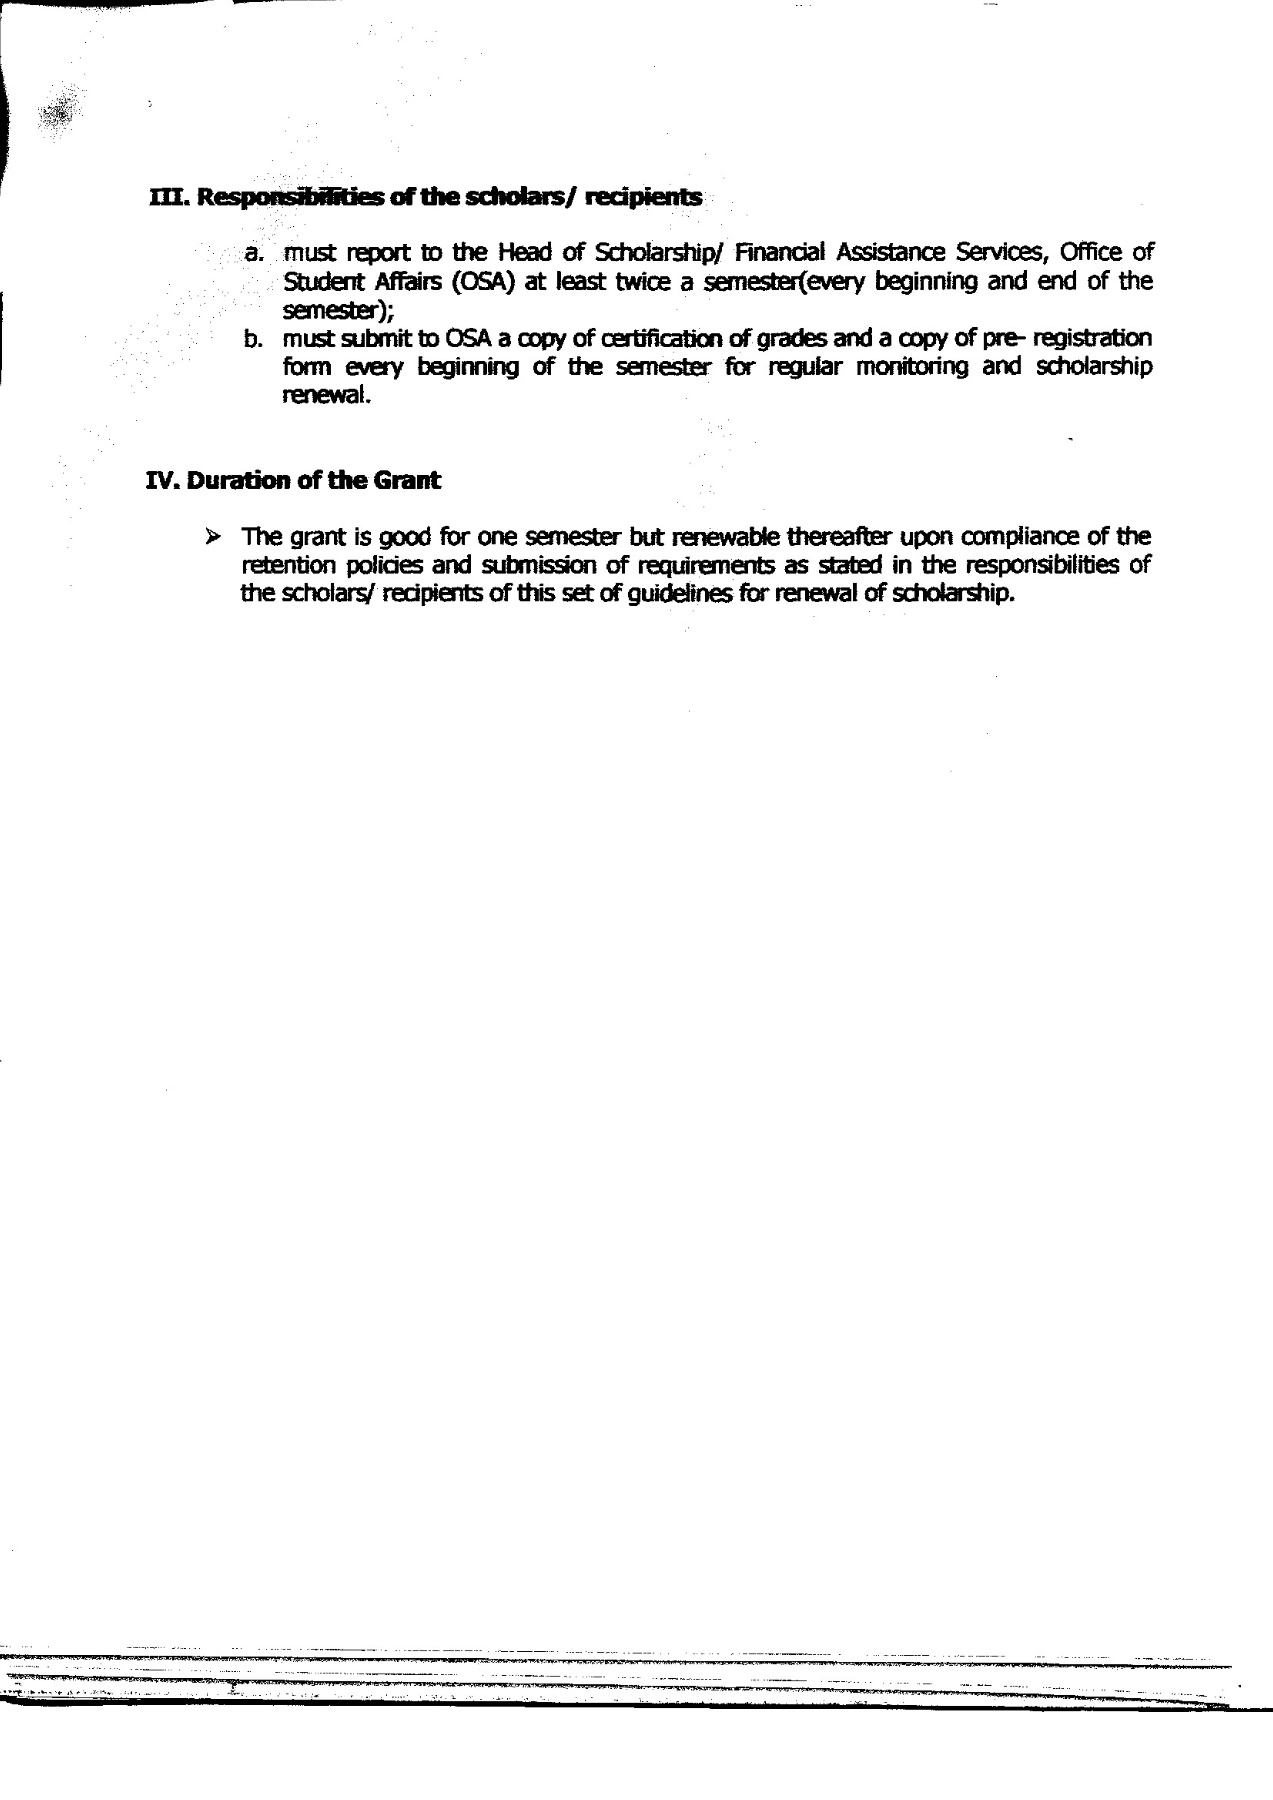 III. Responsibilities of the scholars/ recipients
a. must report to the Head of Scholarship/ Financial Assistance Services, Office of
Student Affairs (OSA) at least twice a semester(every beginning and end of the
semester);
b. must submit to OSA a copy of certification of grades and a copy of pre- registration
form every beginning of the semester for regular monitoring and scholarship
renewal.
IV. Duration of the Grant
➢ The grant is good for one semester but renewable thereafter upon compliance of the
retention policies and submission of requirements as stated in the responsibilities of
the scholars/ recipients of this set of guidelines for renewal of scholarship.